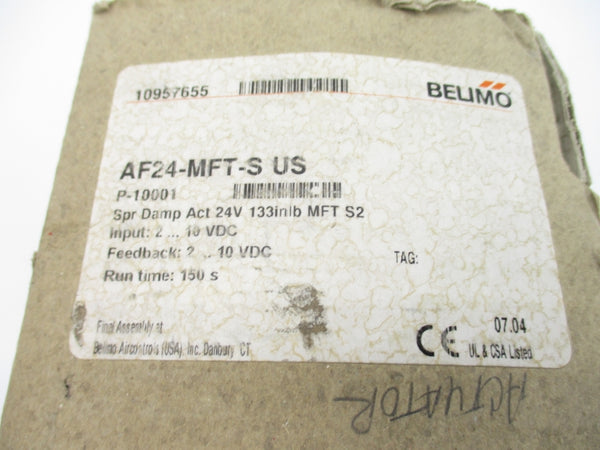 10957655
BELIMO
AF24-MFT-S US
P-10001
Spr Damp Act 24V 133inlb MFT S2
Input: 2 ... 10 VDC
Feedback: 2 ... 10 VDC
TAG:
Run time: 150 s
Final Assembly at
Belimo Aircontrols (USA), Inc. Danbury CT
CE
07.04
UL & CSA Listed
ACTUATOR